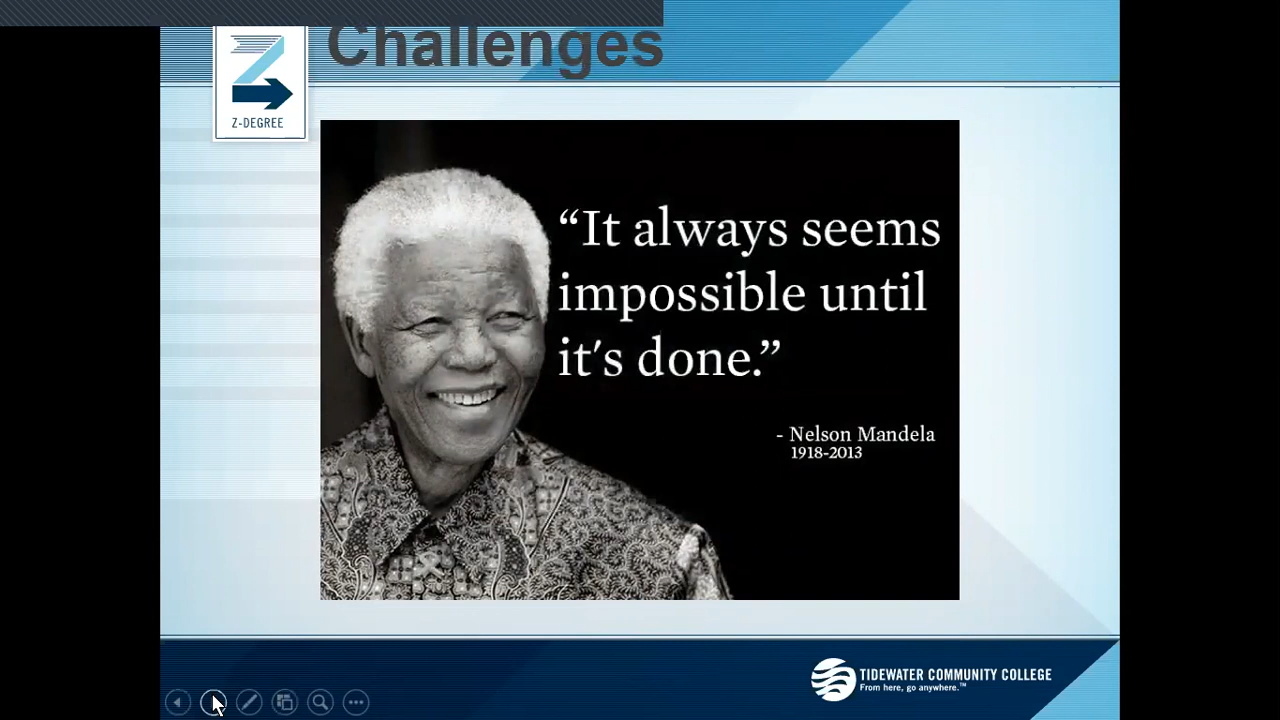 Challenges
Z-DEGREE
“It always seems
impossible until
it's done.”
- Nelson Mandela
1918-2013
TIDEWATER COMMUNITY COLLEGE
From here, go anywhere.™